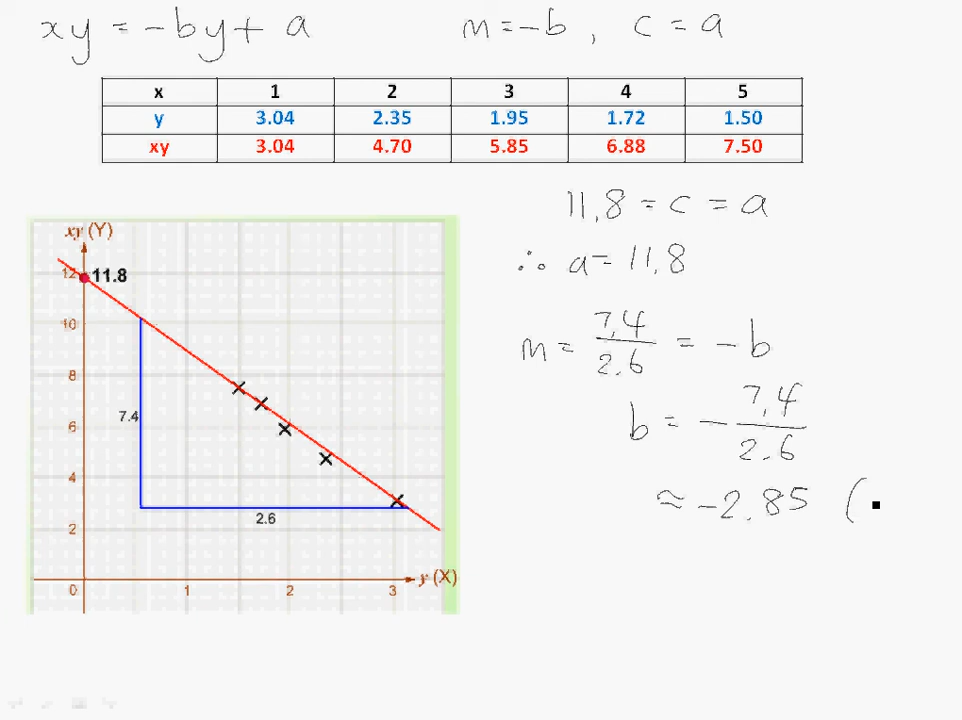 xy = -by + a    m = -b , c = a
x 1 2 3 4 5
y 3.04 2.35 1.95 1.72 1.50
xy 3.04 4.70 5.85 6.88 7.50
11.8 = c = a
∴ a = 11.8
m = 7.4/2.6 = -b
b = -7.4/2.6
≈ -2.85 (
xy (Y)
12
11.8
10
8
7.4
6
4
2.6
2
y (X)
0 1 2 3